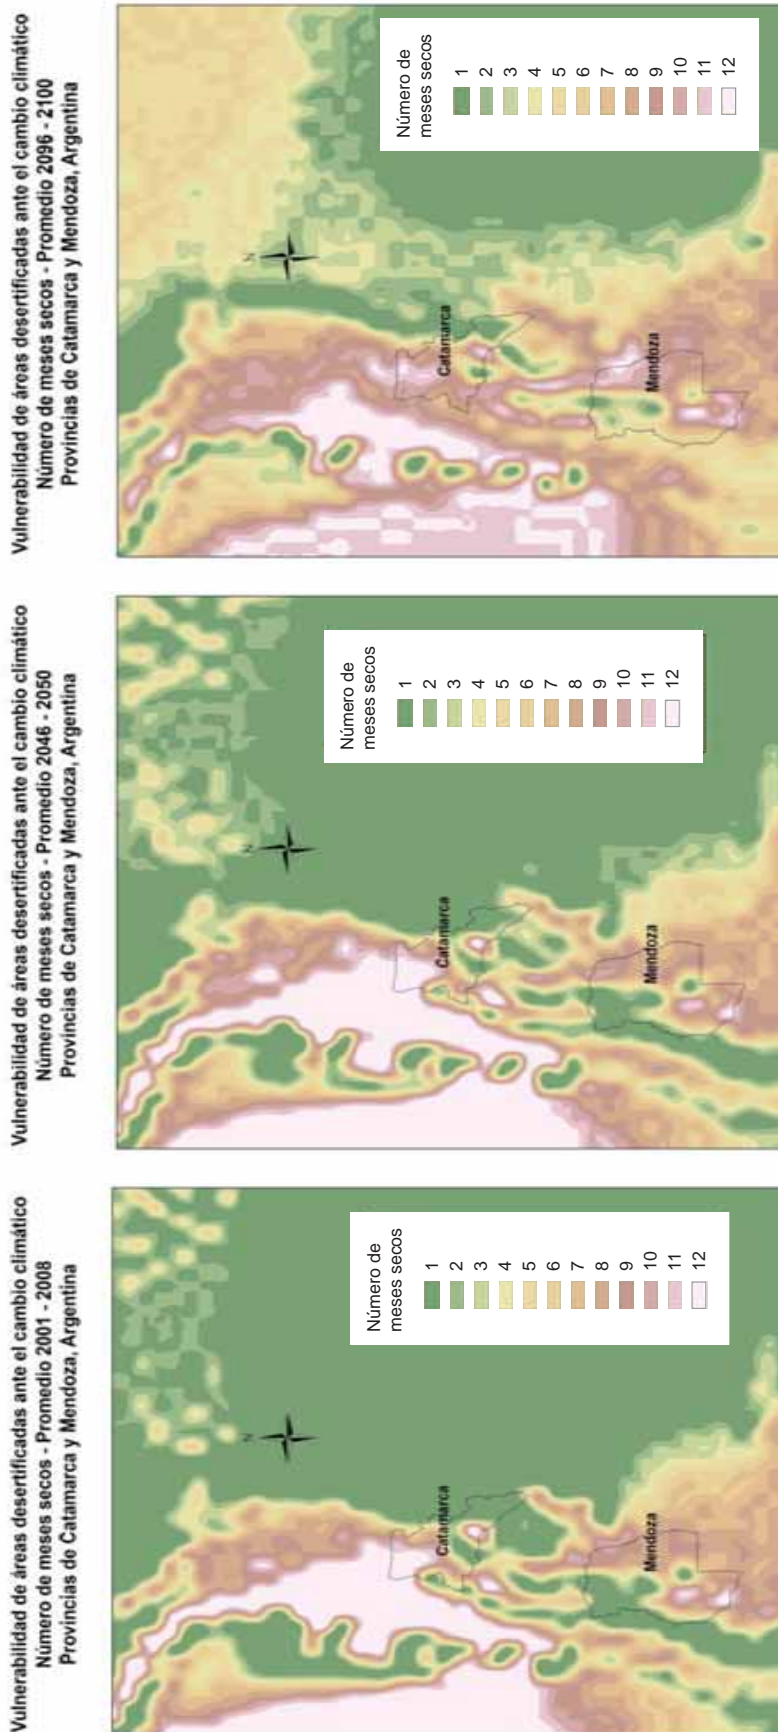 Vulnerabilidad de áreas desertificadas ante el cambio climático
Número de meses secos - Promedio 2001 - 2008
Provincias de Catamarca y Mendoza, Argentina
N
Catamarca
Mendoza
Número de
meses secos
1
2
3
4
5
6
7
8
9
10
11
12
Vulnerabilidad de áreas desertificadas ante el cambio climático
Número de meses secos - Promedio 2046 - 2050
Provincias de Catamarca y Mendoza, Argentina
N
Catamarca
Mendoza
Número de
meses secos
1
2
3
4
5
6
7
8
9
10
11
12
Vulnerabilidad de áreas desertificadas ante el cambio climático
Número de meses secos - Promedio 2096 - 2100
Provincias de Catamarca y Mendoza, Argentina
N
Catamarca
Mendoza
Número de
meses secos
1
2
3
4
5
6
7
8
9
10
11
12